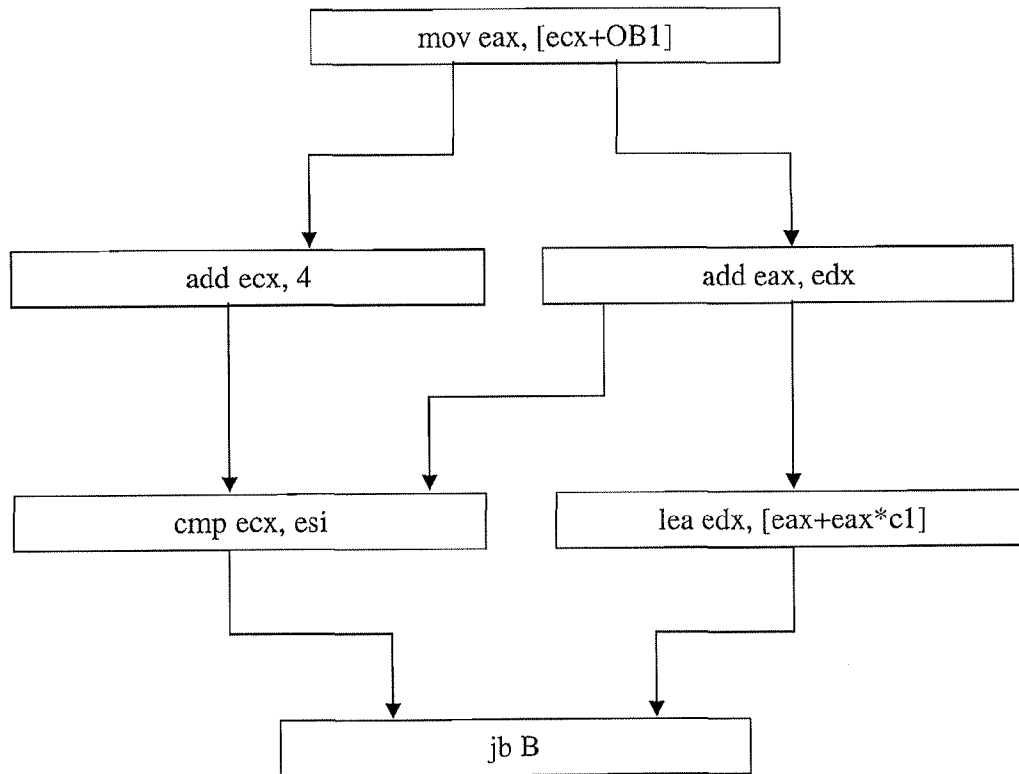 mov eax, [ecx+OB1]
add ecx, 4
add eax, edx
cmp ecx, esi
lea edx, [eax+eax*c1]
jb B